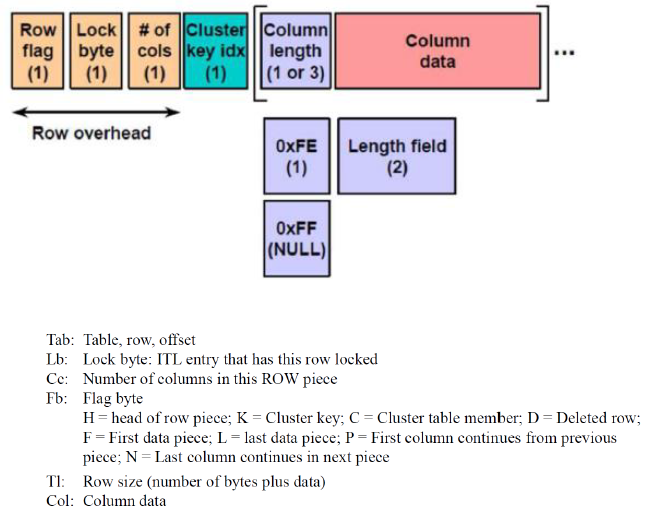 Row flag (1)
Lock byte (1)
# of cols (1)
Cluster key idx (1)
Column length (1 or 3)
Column data
...
Row overhead
0xFE (1)
Length field (2)
0xFF (NULL)
Tab: Table, row, offset
Lb: Lock byte: ITL entry that has this row locked
Cc: Number of columns in this ROW piece
Fb: Flag byte
H = head of row piece; K = Cluster key; C = Cluster table member; D = Deleted row;
F = First data piece; L = last data piece; P = First column continues from previous
piece; N = Last column continues in next piece
Tl: Row size (number of bytes plus data)
Col: Column data